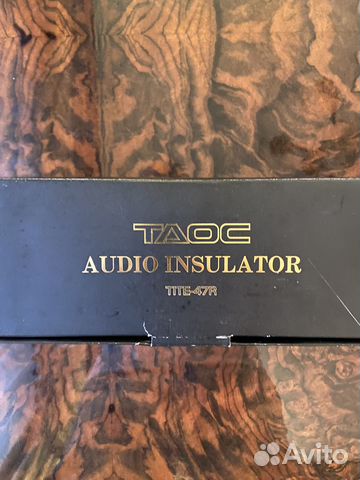 TAOC
AUDIO INSULATOR
TITE-47R
Avito